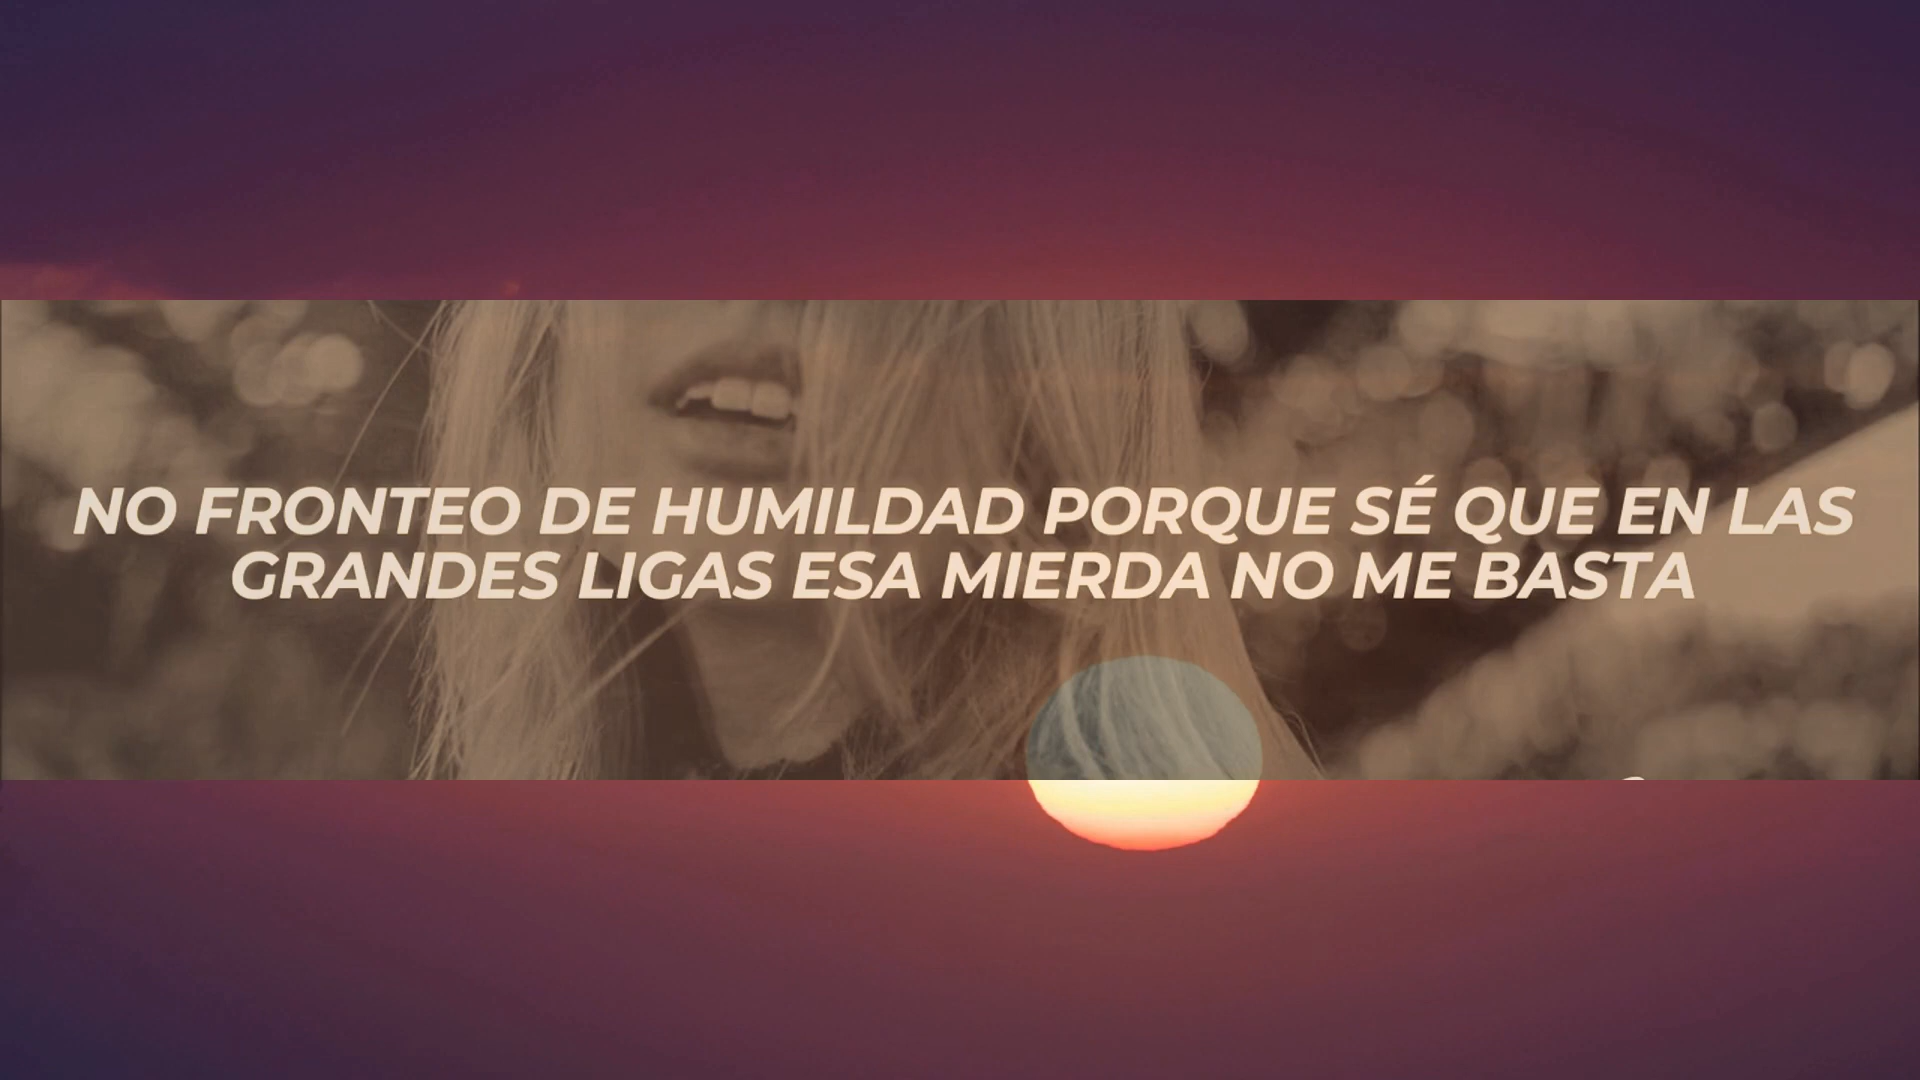 NO FRONTEO DE HUMILDAD PORQUE SÉ QUE EN LAS
GRANDES LIGAS ESA MIERDA NO ME BASTA